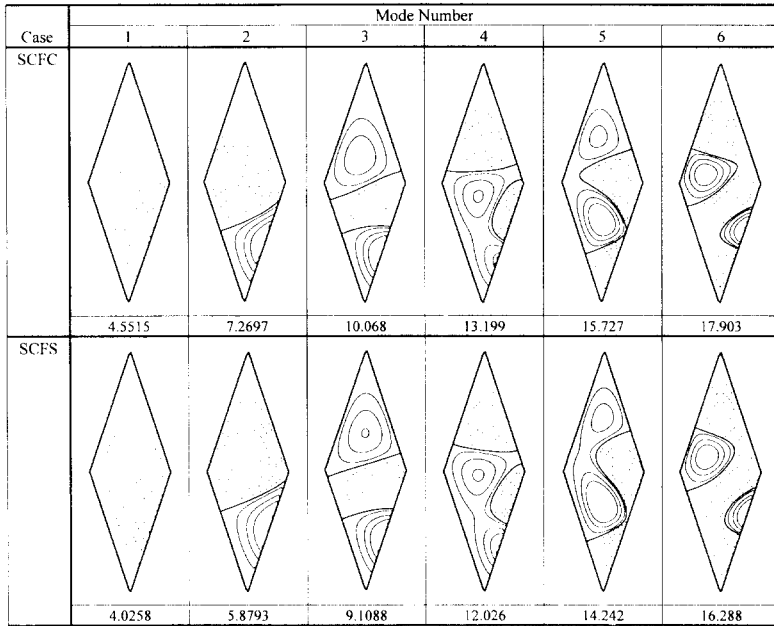 Mode Number
Case 1 2 3 4 5 6
SCFC
4.5515 7.2697 10.068 13.199 15.727 17.903
SCFS
4.0258 5.8793 9.1088 12.026 14.242 16.288